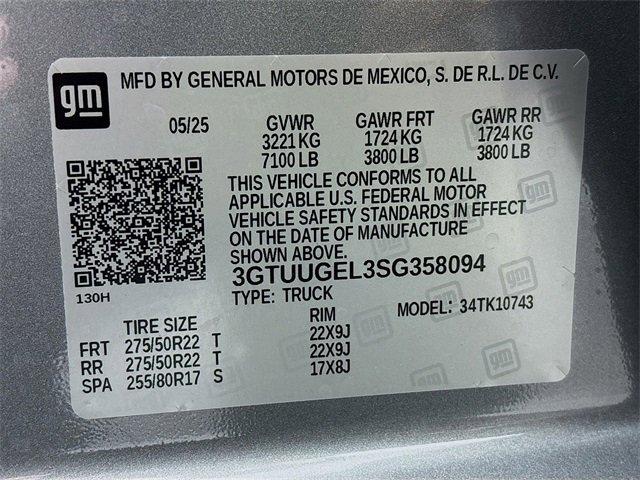 gm
MFD BY GENERAL MOTORS DE MEXICO, S. DE R.L. DE C.V.
05/25 GVWR GAWR FRT GAWR RR
3221 KG 1724 KG 1724 KG
7100 LB 3800 LB 3800 LB
THIS VEHICLE CONFORMS TO ALL
APPLICABLE U.S. FEDERAL MOTOR
VEHICLE SAFETY STANDARDS IN EFFECT
ON THE DATE OF MANUFACTURE
SHOWN ABOVE.
3GTUUGEL3SG358094
130H
TYPE: TRUCK MODEL: 34TK10743
TIRE SIZE RIM
FRT 275/50R22 T 22X9J
RR 275/50R22 T 22X9J
SPA 255/80R17 S 17X8J